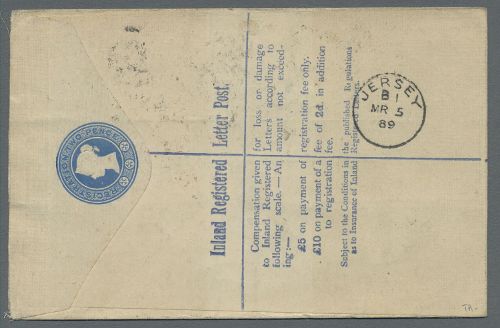 REGISTRATION TWO PENCE
Inland Registered Letter Post.
Compensation given for loss or damage
to Inland Registered Letters according to
following scale. An amount not exceed-
ing:—
£5 on payment of registration fee only.
£10 on payment of a fee of 2d. in addition
to registration fee.
Subject to the Conditions in the published Regulations
as to Insurance of Inland Registered Letters.
JERSEY
B 1
MR 5
89